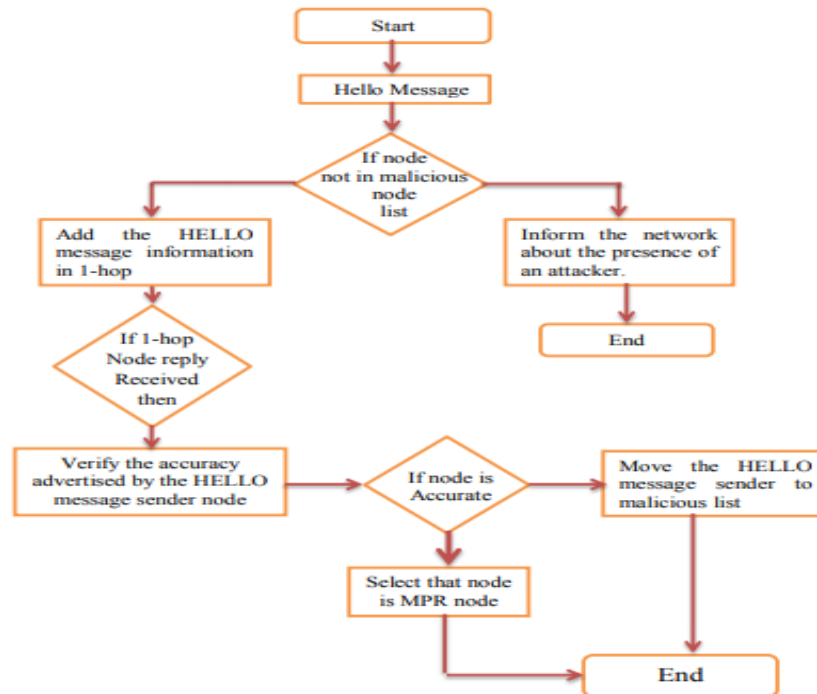 Start
Hello Message
If node
not in malicious
node
list
Add the HELLO
message information
in 1-hop
Inform the network
about the presence of
an attacker.
End
If 1-hop
Node reply
Received
then
Verify the accuracy
advertised by the HELLO
message sender node
If node is
Accurate
Move the HELLO
message sender to
malicious list
Select that node
is MPR node
End